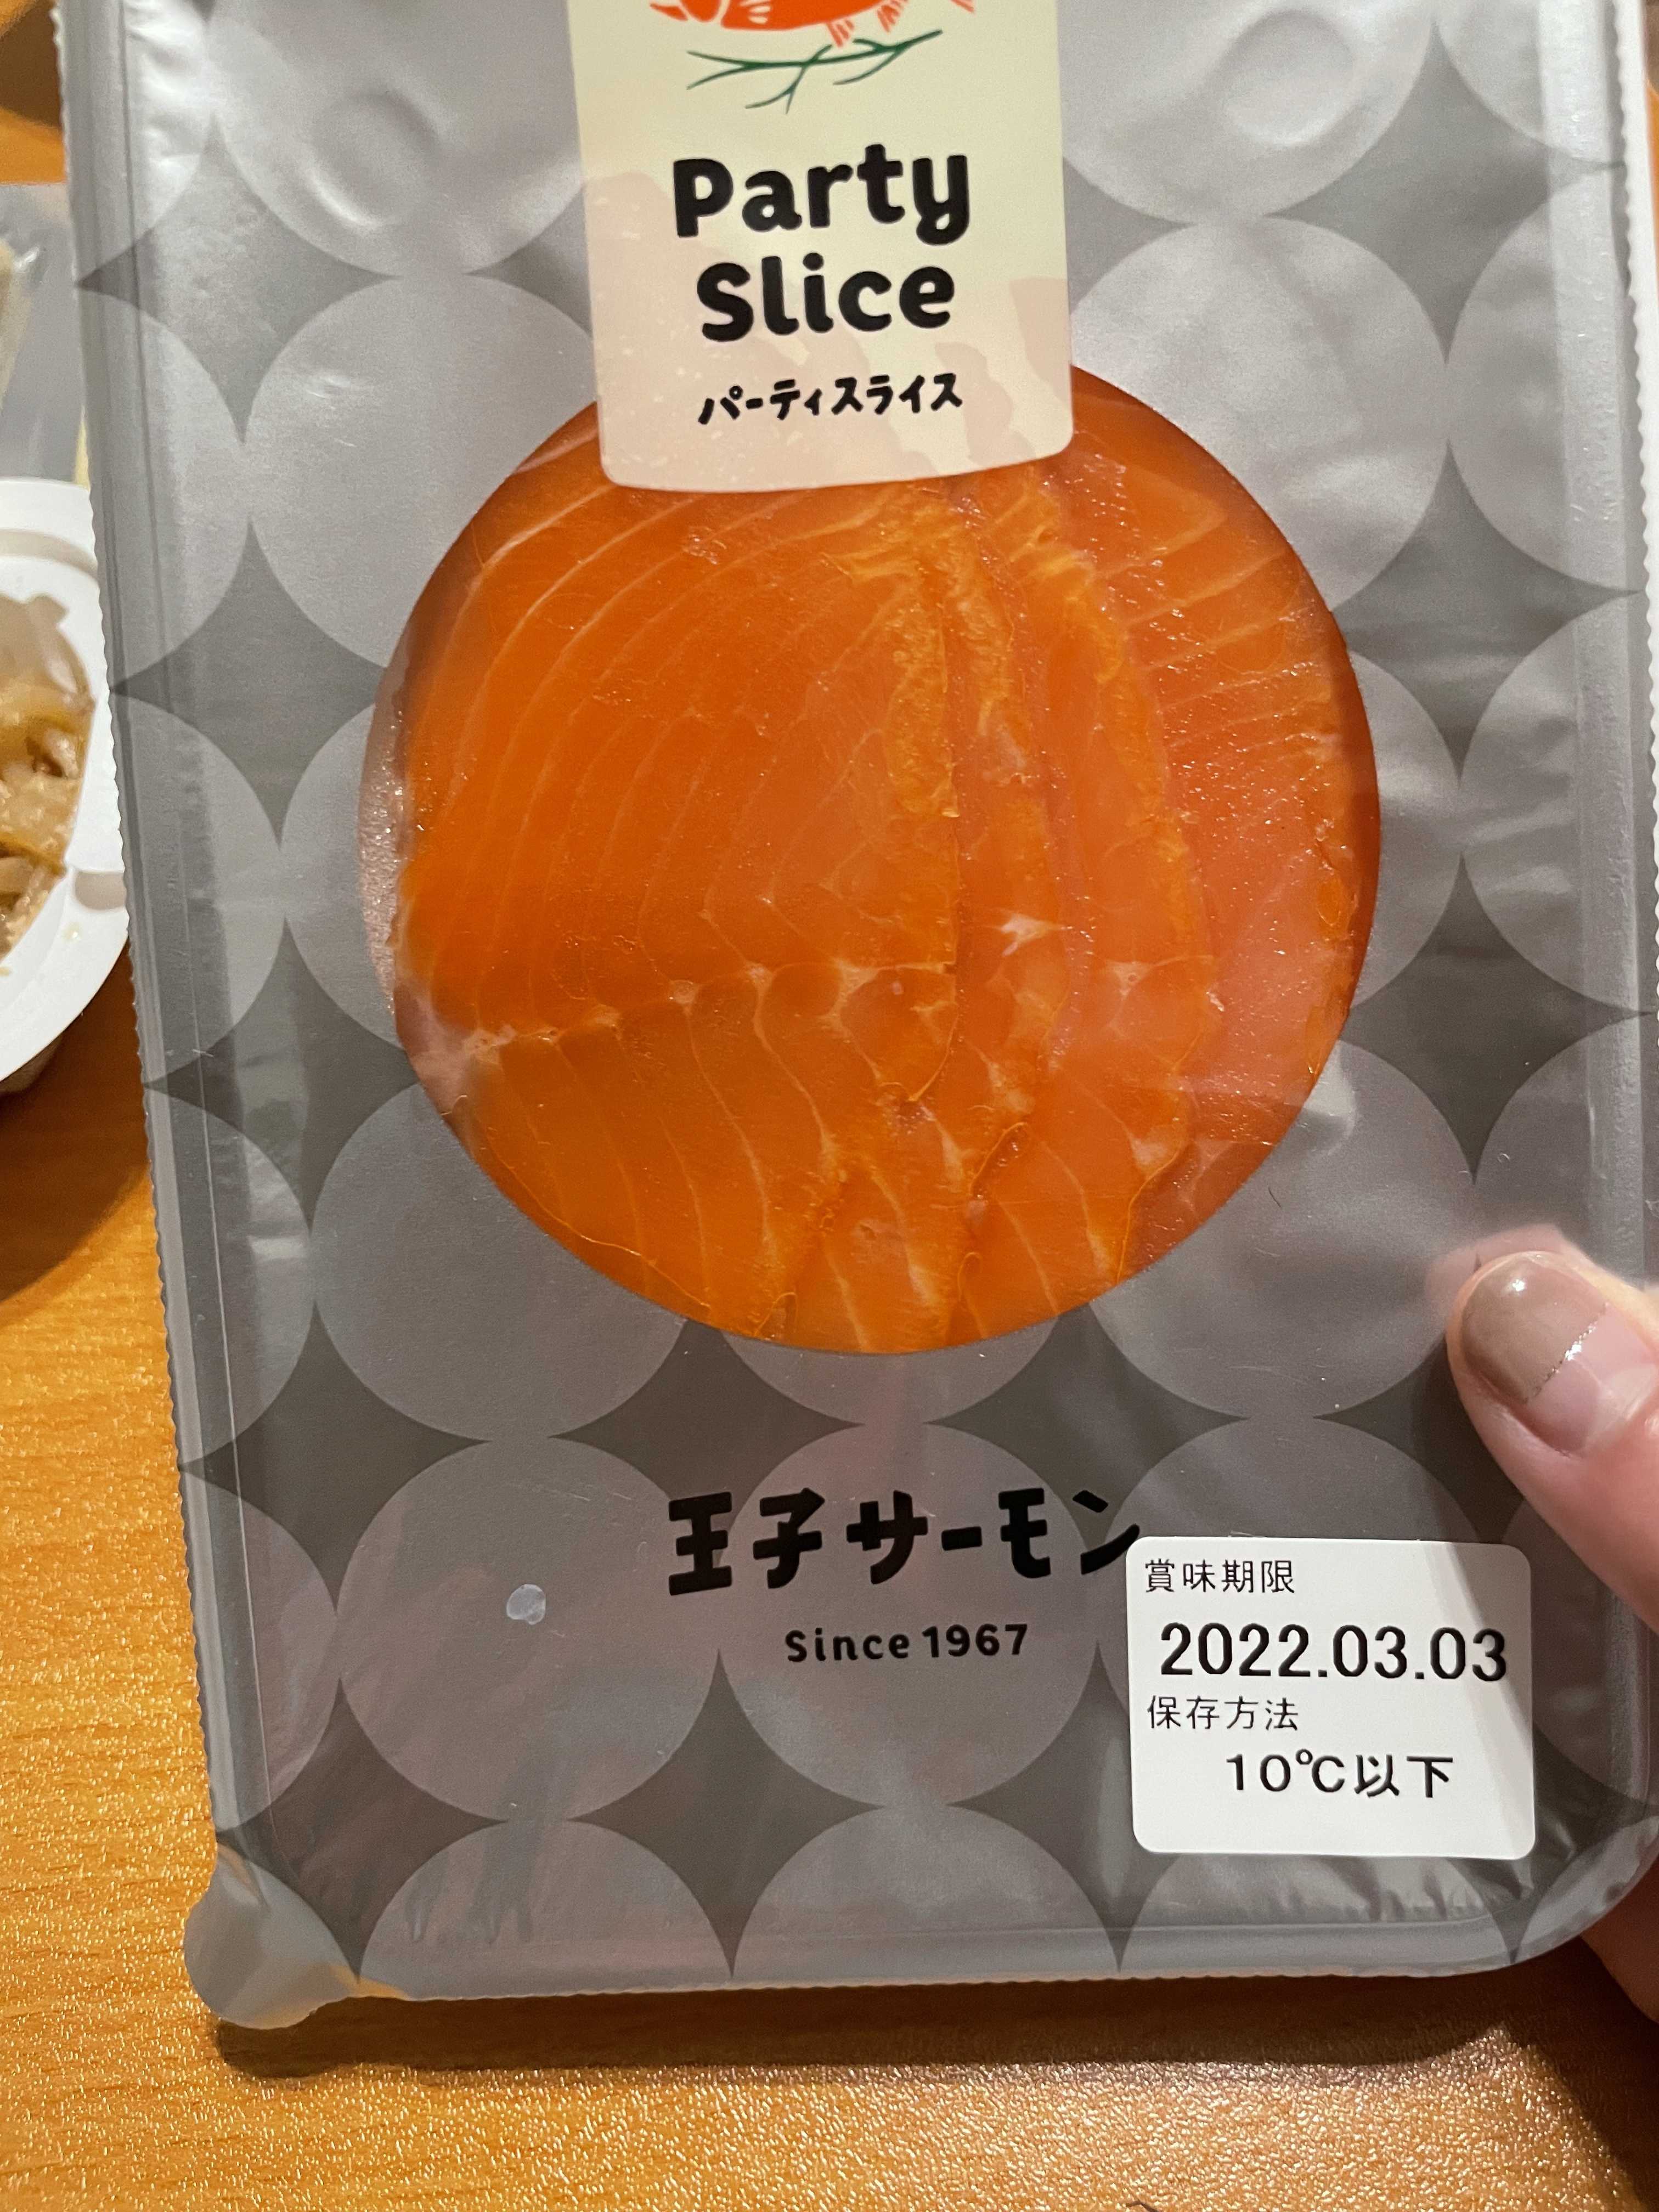 Party
Slice
パーティスライス
王子サーモン
Since 1967
賞味期限
2022.03.03
保存方法
10℃以下